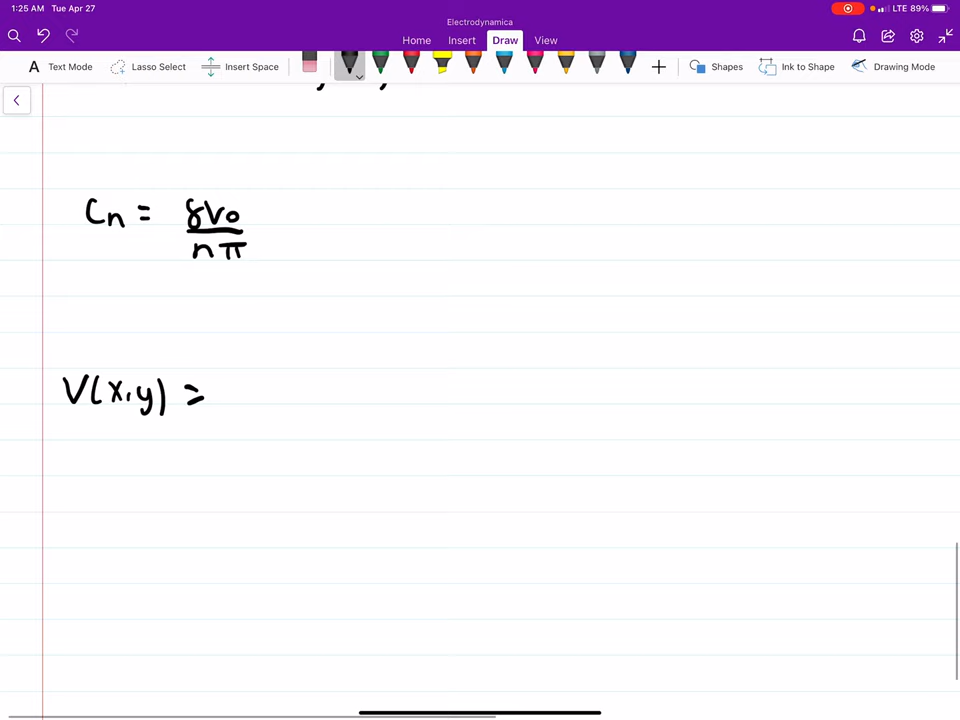 1:25 AM Tue Apr 27
LTE 89%
Electrodynamica
Home Insert Draw View
A Text Mode Lasso Select Insert Space Shapes Ink to Shape Drawing Mode
Cn = 8V0
nπ
V(x,y) =